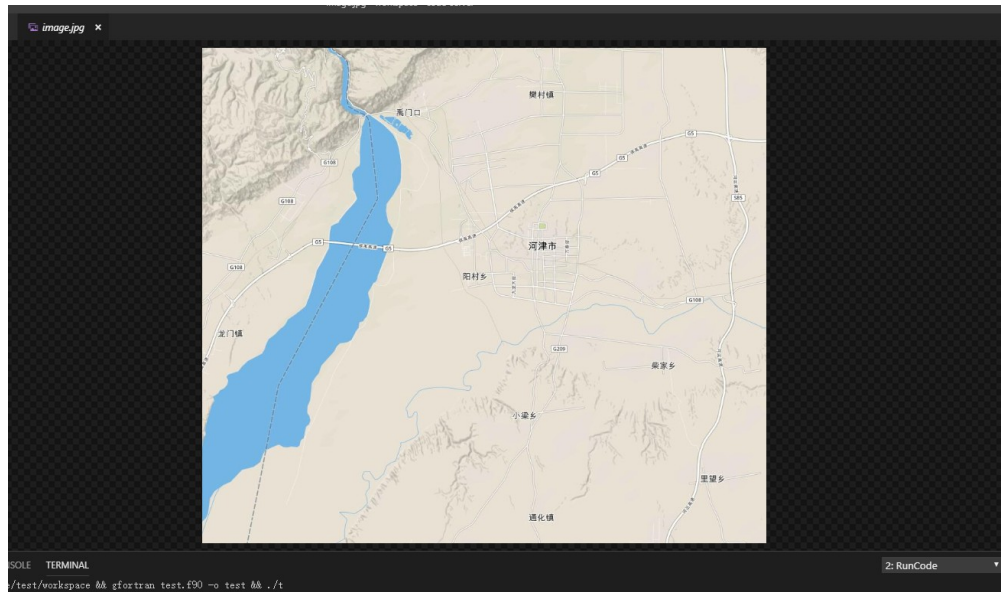 image.jpg ×
樊村镇
禹门口
G5
G5
G108
G5
G108
S85
河津市
G5
G5
G108
阳村乡
G108
龙门镇
G209
柴家乡
小梁乡
里望乡
通化镇
TERMINAL
2: RunCode
/test/workspace && gfortran test.f90 -o test && ./t